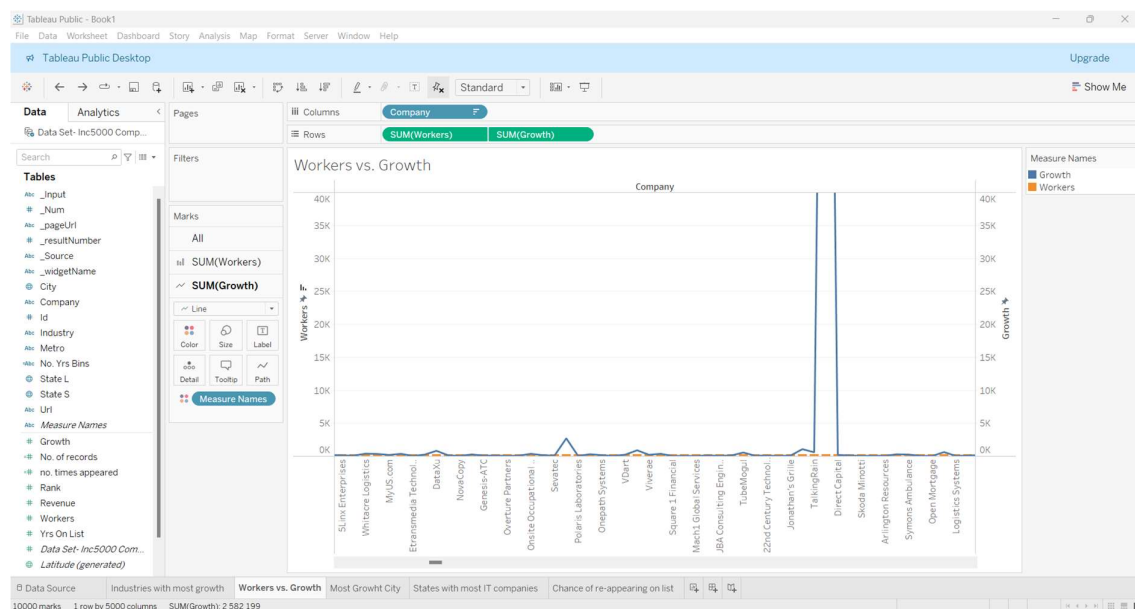 Tableau Public - Book1
File Data Worksheet Dashboard Story Analysis Map Format Server Window Help
Tableau Public Desktop
Upgrade
Standard
Show Me
Data Analytics
Data Set- Inc5000 Comp...
Search
Tables
Abc _Input
# _Num
Abc _pageUrl
# _resultNumber
Abc _Source
Abc _widgetName
City
Abc Company
# Id
Abc Industry
Abc Metro
Abc No. Yrs Bins
State L
State S
Abc Url
Abc Measure Names
# Growth
# No. of records
# no. times appeared
# Rank
# Revenue
# Workers
# Yrs On List
# Data Set- Inc5000 Com...
Latitude (generated)
Pages
Filters
Marks
All
SUM(Workers)
SUM(Growth)
Line
Color Size Label
Detail Tooltip Path
Measure Names
Columns
Company
Rows
SUM(Workers) SUM(Growth)
Workers vs. Growth
Company
40K
35K
30K
25K
20K
15K
10K
5K
0K
Workers
40K
35K
30K
25K
20K
15K
10K
5K
0K
Growth
5Linx Enterprises
Whitacre Logistics
MyUS.com
Etransmedia Technol..
DataXu
NovaCopy
Genesis-ATC
Overture Partners
Onsite Occupational ..
Sevatec
Polaris Laboratories
Onepath Systems
VDart
Viverae
Square 1 Financial
Mach1 Global Services
JBA Consulting Engin..
TubeMogul
22nd Century Technol..
Jonathan's Grille
TalkingRain
Direct Capital
Skoda Minotti
Arlington Resources
Symons Ambulance
Open Mortgage
Logistics Systems
Measure Names
Growth
Workers
Data Source Industries with most growth Workers vs. Growth Most Growht City States with most IT companies Chance of re-appearing on list
10000 marks 1 row by 5000 columns SUM(Growth): 2 582 199